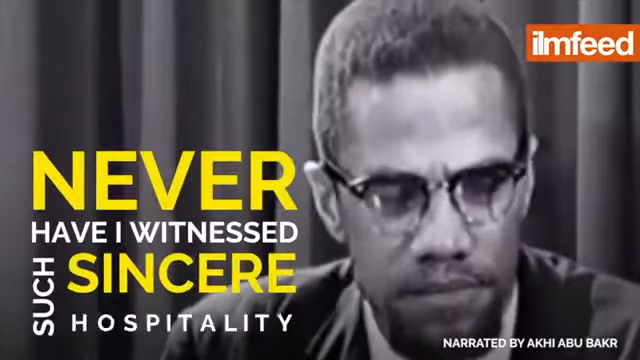 ilmfeed
NEVER
HAVE I WITNESSED
SUCH SINCERE
HOSPITALITY
NARRATED BY AKHI ABU BAKR